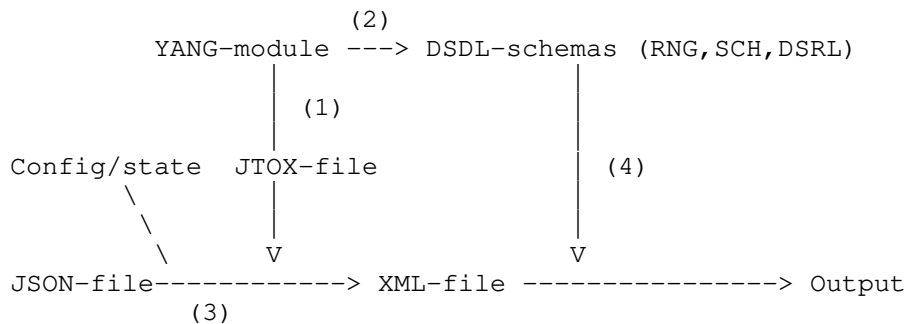 (2)
YANG-module ---> DSDL-schemas (RNG,SCH,DSRL)
(1)
Config/state JTOX-file (4)
V V
JSON-file------------> XML-file ----------------> Output
(3)